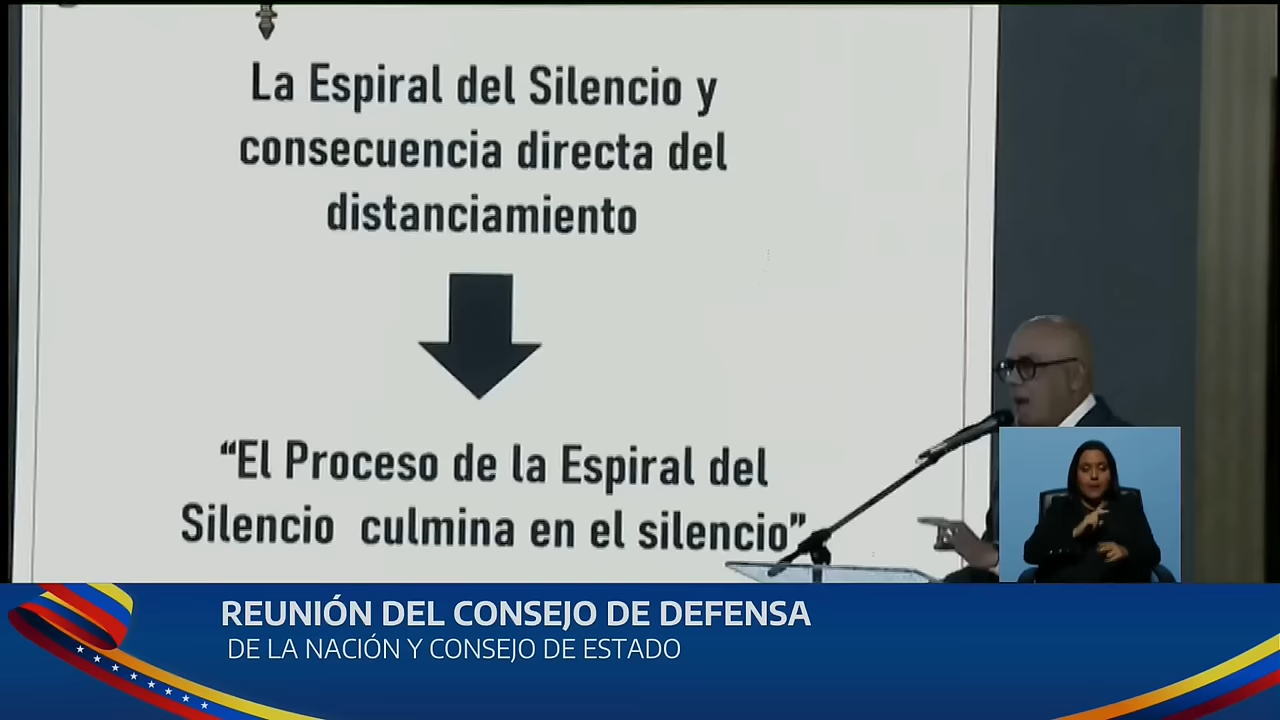 La Espiral del Silencio y
consecuencia directa del
distanciamiento
“El Proceso de la Espiral del
Silencio culmina en el silencio”
REUNIÓN DEL CONSEJO DE DEFENSA
DE LA NACIÓN Y CONSEJO DE ESTADO